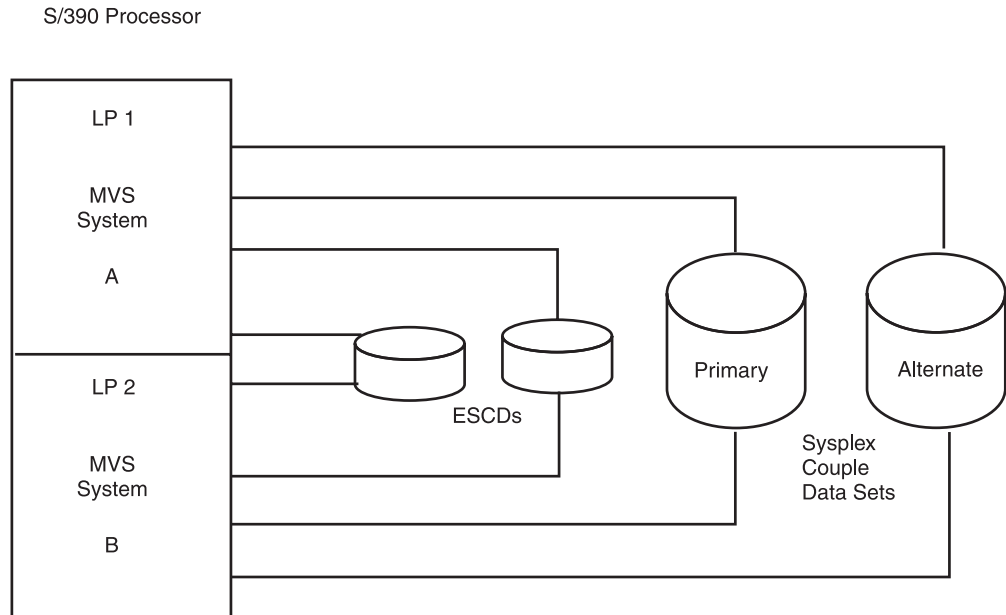 S/390 Processor
LP 1
MVS
System
A
LP 2
MVS
System
B
ESCDs
Primary
Alternate
Sysplex
Couple
Data Sets